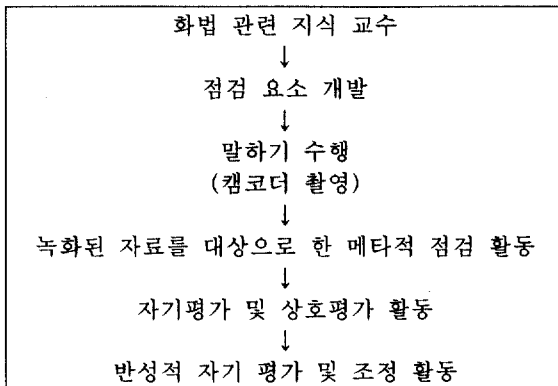 화법 관련 지식 교수
↓
점검 요소 개발
↓
말하기 수행
(캠코더 촬영)
↓
녹화된 자료를 대상으로 한 메타적 점검 활동
↓
자기평가 및 상호평가 활동
↓
반성적 자기 평가 및 조정 활동